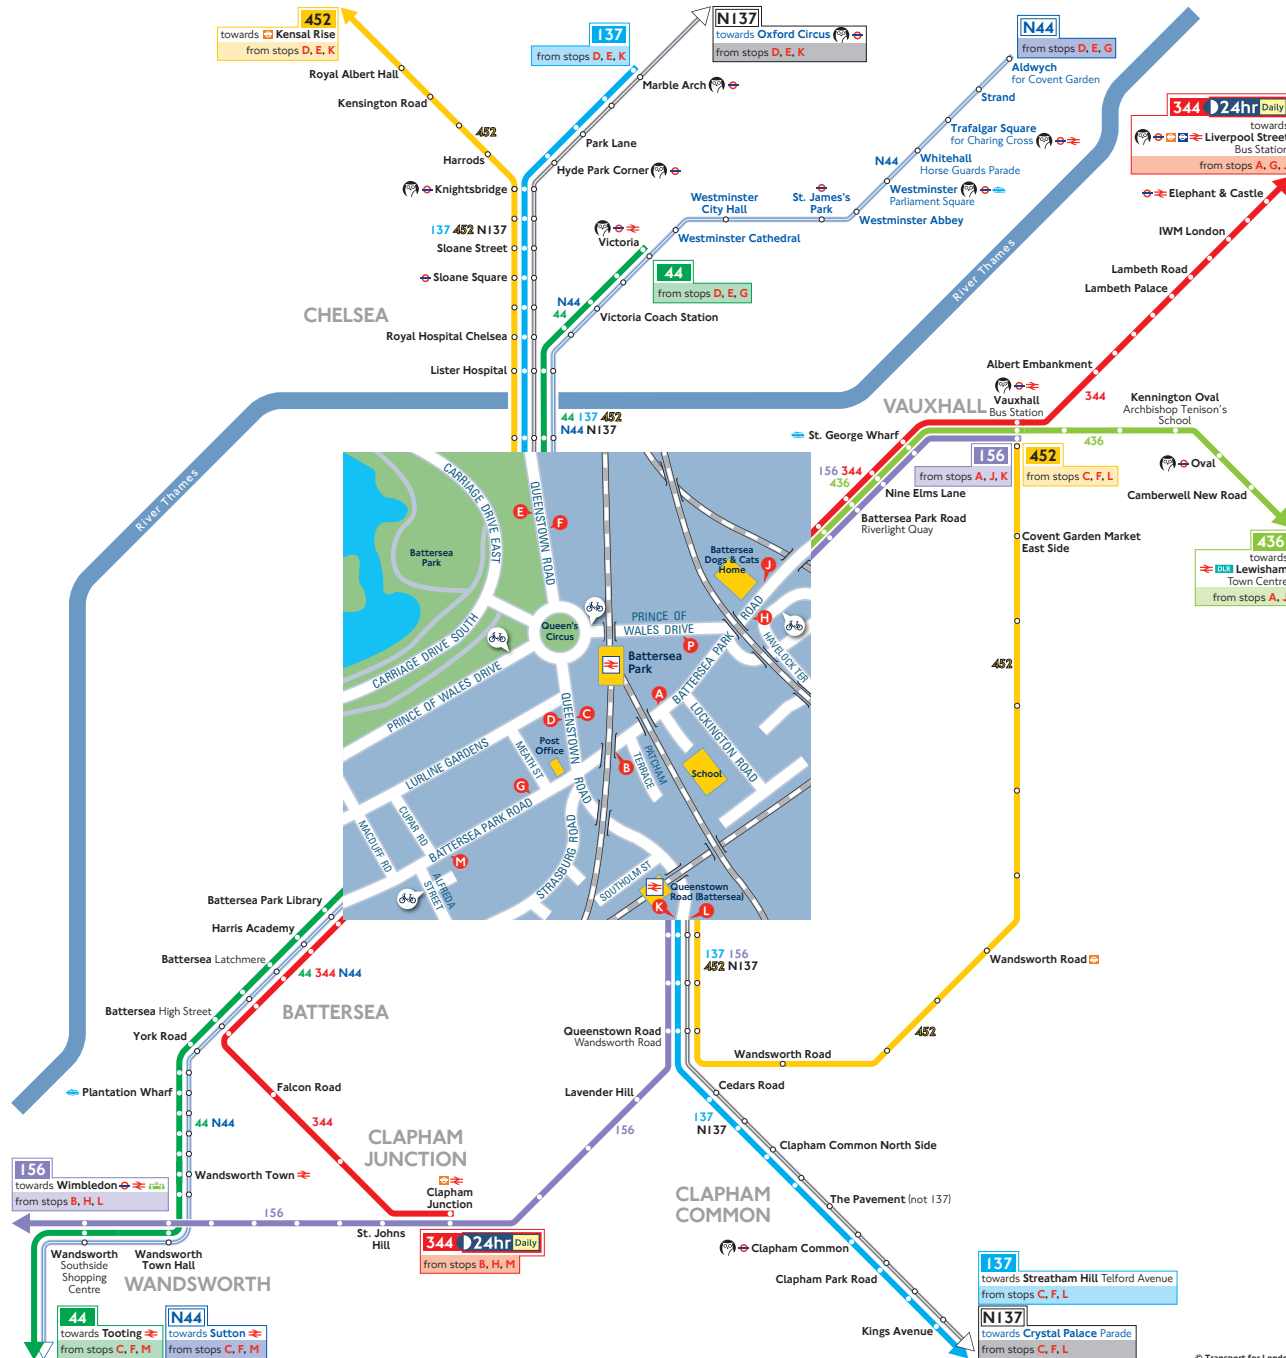 452
towards Kensal Rise
from stops D, E, K
137
from stops D, E, K
N137
towards Oxford Circus
from stops D, E, K
N44
from stops D, E, G
344 24hr Daily
towards
Liverpool Street
Bus Station
from stops A, G, J
Royal Albert Hall
Kensington Road
452
Harrods
Knightsbridge
137 452 N137
Sloane Street
Sloane Square
CHELSEA
Royal Hospital Chelsea
Lister Hospital
Marble Arch
Park Lane
Hyde Park Corner
Aldwych
for Covent Garden
Strand
Trafalgar Square
for Charing Cross
N44
Whitehall
Horse Guards Parade
Westminster
Parliament Square
Westminster Abbey
St. James's
Park
Westminster
City Hall
Westminster Cathedral
Victoria
44
from stops D, E, G
N44
44
Victoria Coach Station
44 137 452
N44 N137
River Thames
River Thames
Elephant & Castle
IWM London
Lambeth Road
Lambeth Palace
Albert Embankment
344
VAUXHALL
Vauxhall
Bus Station
St. George Wharf
436
Kennington Oval
Archbishop Tenison's
School
Oval
Camberwell New Road
436
towards
DLR Lewisham
Town Centre
from stops A, J
156 344
436
156
from stops A, J, K
452
from stops C, F, L
Nine Elms Lane
Battersea Park Road
Riverlight Quay
Covent Garden Market
East Side
452
Wandsworth Road
452
Wandsworth Road
CARRIAGE DRIVE EAST
QUEENSTOWN ROAD
E
F
Battersea
Park
Battersea
Dogs & Cats
Home
J
H
ROAD
HAVELOCK TER
PRINCE OF
WALES DRIVE
P
Queen's
Circus
CARRIAGE DRIVE SOUTH
PRINCE OF WALES DRIVE
Battersea
Park
BATTERSEA PARK
A
LOCKINGTON ROAD
QUEENSTOWN
ROAD
D
C
LURLINE GARDENS
MEATH ST
Post
Office
G
B
PATCHAM
TERRACE
School
BATTERSEA PARK ROAD
CUPAR RD
MACDUFF RD
M
ALFREDA
STREET
STRASBURG ROAD
SOUTHOLM ST
Queenstown
Road (Battersea)
K
L
Battersea Park Library
Harris Academy
Battersea Latchmere
44 344 N44
Battersea High Street
BATTERSEA
York Road
Plantation Wharf
44 N44
Wandsworth Town
Falcon Road
344
CLAPHAM
JUNCTION
Clapham
Junction
344 24hr Daily
from stops B, H, M
St. Johns
Hill
156
156
towards Wimbledon
from stops B, H, L
Wandsworth
Southside
Shopping
Centre
Wandsworth
Town Hall
WANDSWORTH
44
towards Tooting
from stops C, F, M
N44
towards Sutton
from stops C, F, M
137 156
452 N137
Queenstown Road
Wandsworth Road
Lavender Hill
156
Cedars Road
137
N137
Clapham Common North Side
The Pavement (not 137)
CLAPHAM
COMMON
Clapham Common
Clapham Park Road
Kings Avenue
137
towards Streatham Hill Telford Avenue
from stops C, F, L
N137
towards Crystal Palace Parade
from stops C, F, L
© Transport for London